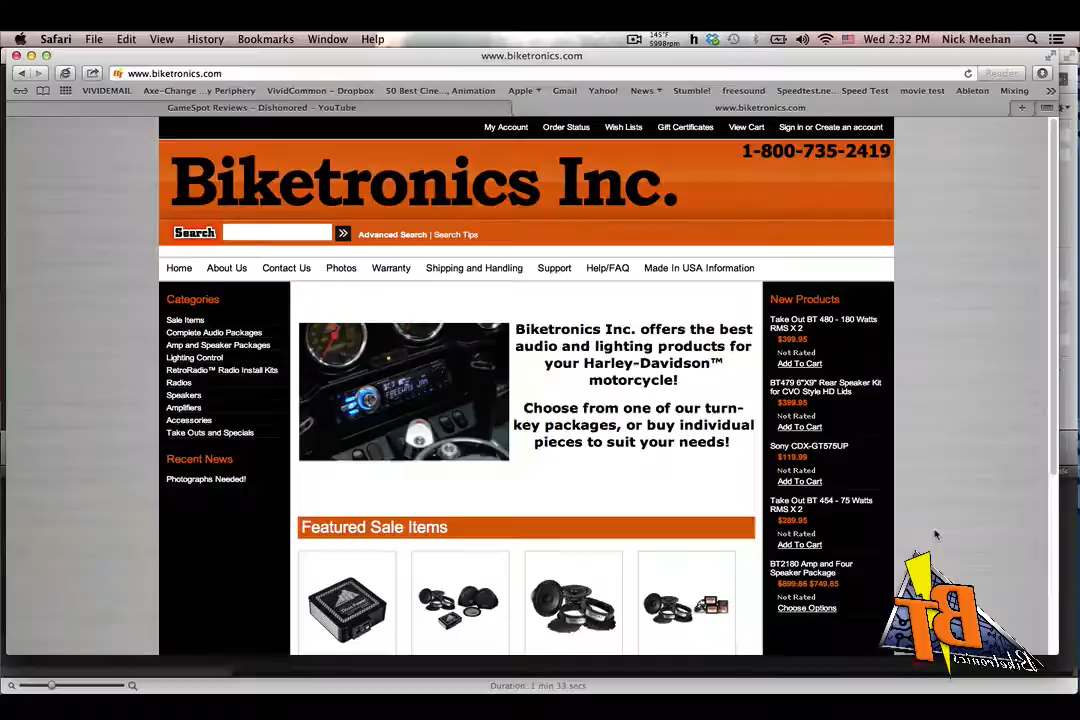 Safari File Edit View History Bookmarks Window Help
145°F
5998rpm
Wed 2:32 PM Nick Meehan
www.biketronics.com
www.biketronics.com
Reader
VIVIDEMAIL Axe-Change ...y Periphery VividCommon - Dropbox 50 Best Cine..., Animation Apple Gmail Yahoo! News Stumble! freesound Speedtest.ne... Speed Test movie test Ableton Mixing
GameSpot Reviews – Dishonored – YouTube
www.biketronics.com
My Account Order Status Wish Lists Gift Certificates View Cart Sign in or Create an account
1-800-735-2419
Biketronics Inc.
Search
Advanced Search | Search Tips
Home About Us Contact Us Photos Warranty Shipping and Handling Support Help/FAQ Made In USA Information
Categories
Sale Items
Complete Audio Packages
Amp and Speaker Packages
Lighting Control
RetroRadio™ Radio Install Kits
Radios
Speakers
Amplifiers
Accessories
Take Outs and Specials
Recent News
Photographs Needed!
Biketronics Inc. offers the best
audio and lighting products for
your Harley-Davidson™
motorcycle!
Choose from one of our turn-
key packages, or buy individual
pieces to suit your needs!
Featured Sale Items
New Products
Take Out BT 480 - 180 Watts
RMS X 2
$399.95
Not Rated
Add To Cart
BT479 6"X9" Rear Speaker Kit
for CVO Style HD Lids
$399.95
Not Rated
Add To Cart
Sony CDX-GT575UP
$119.99
Not Rated
Add To Cart
Take Out BT 454 - 75 Watts
RMS X 2
$289.95
Not Rated
Add To Cart
BT2180 Amp and Four
Speaker Package
$899.85 $749.85
Not Rated
Choose Options
BT
Biketronics
Duration: 1 min 33 secs